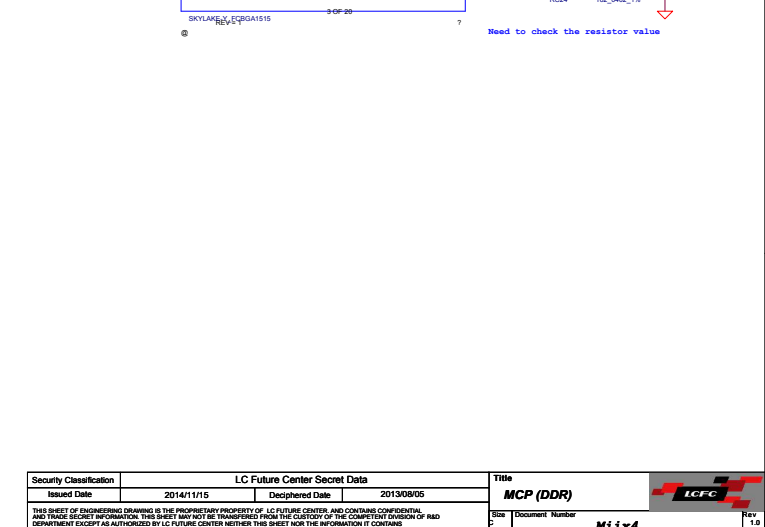 3 OF 20
SKYLAKE-Y_FCBGA1515
REV = 1
?
@
Need to check the resistor value
Security Classification
LC Future Center Secret Data
Title
Issued Date
2014/11/15
Deciphered Date
2013/08/05
MCP (DDR)
LCFC
THIS SHEET OF ENGINEERING DRAWING IS THE PROPRIETARY PROPERTY OF LC FUTURE CENTER. AND CONTAINS CONFIDENTIAL
AND TRADE SECRET INFORMATION. THIS SHEET MAY NOT BE TRANSFERED FROM THE CUSTODY OF THE COMPETENT DIVISION OF R&D
DEPARTMENT EXCEPT AS AUTHORIZED BY LC FUTURE CENTER NEITHER THIS SHEET NOR THE INFORMATION IT CONTAINS
Size
Document Number
Rev
C
Miix4
1.0